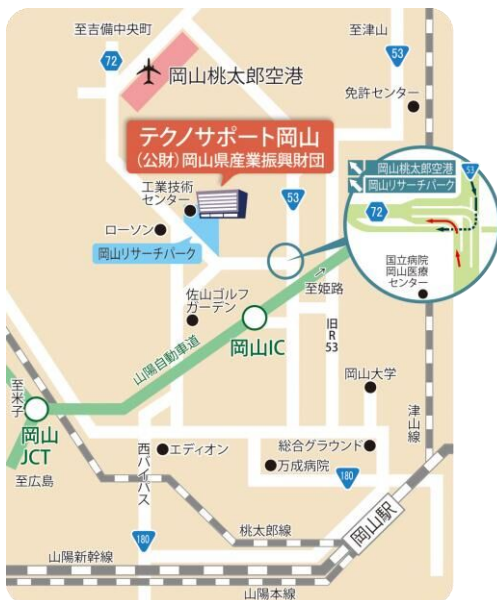 至吉備中央町
至津山
72
53
岡山桃太郎空港
免許センター
テクノサポート岡山
(公財)岡山県産業振興財団
岡山桃太郎空港
53
岡山リサーチパーク
工業技術
センター
53
72
ローソン
岡山リサーチパーク
国立病院
岡山医療
センター
至姫路
佐山ゴルフ
ガーデン
旧R53
岡山IC
山陽自動車道
岡山大学
至米子
津山線
岡山
JCT
西バイパス
エディオン
総合グラウンド
万成病院
至広島
180
岡山駅
桃太郎線
180
山陽新幹線
山陽本線